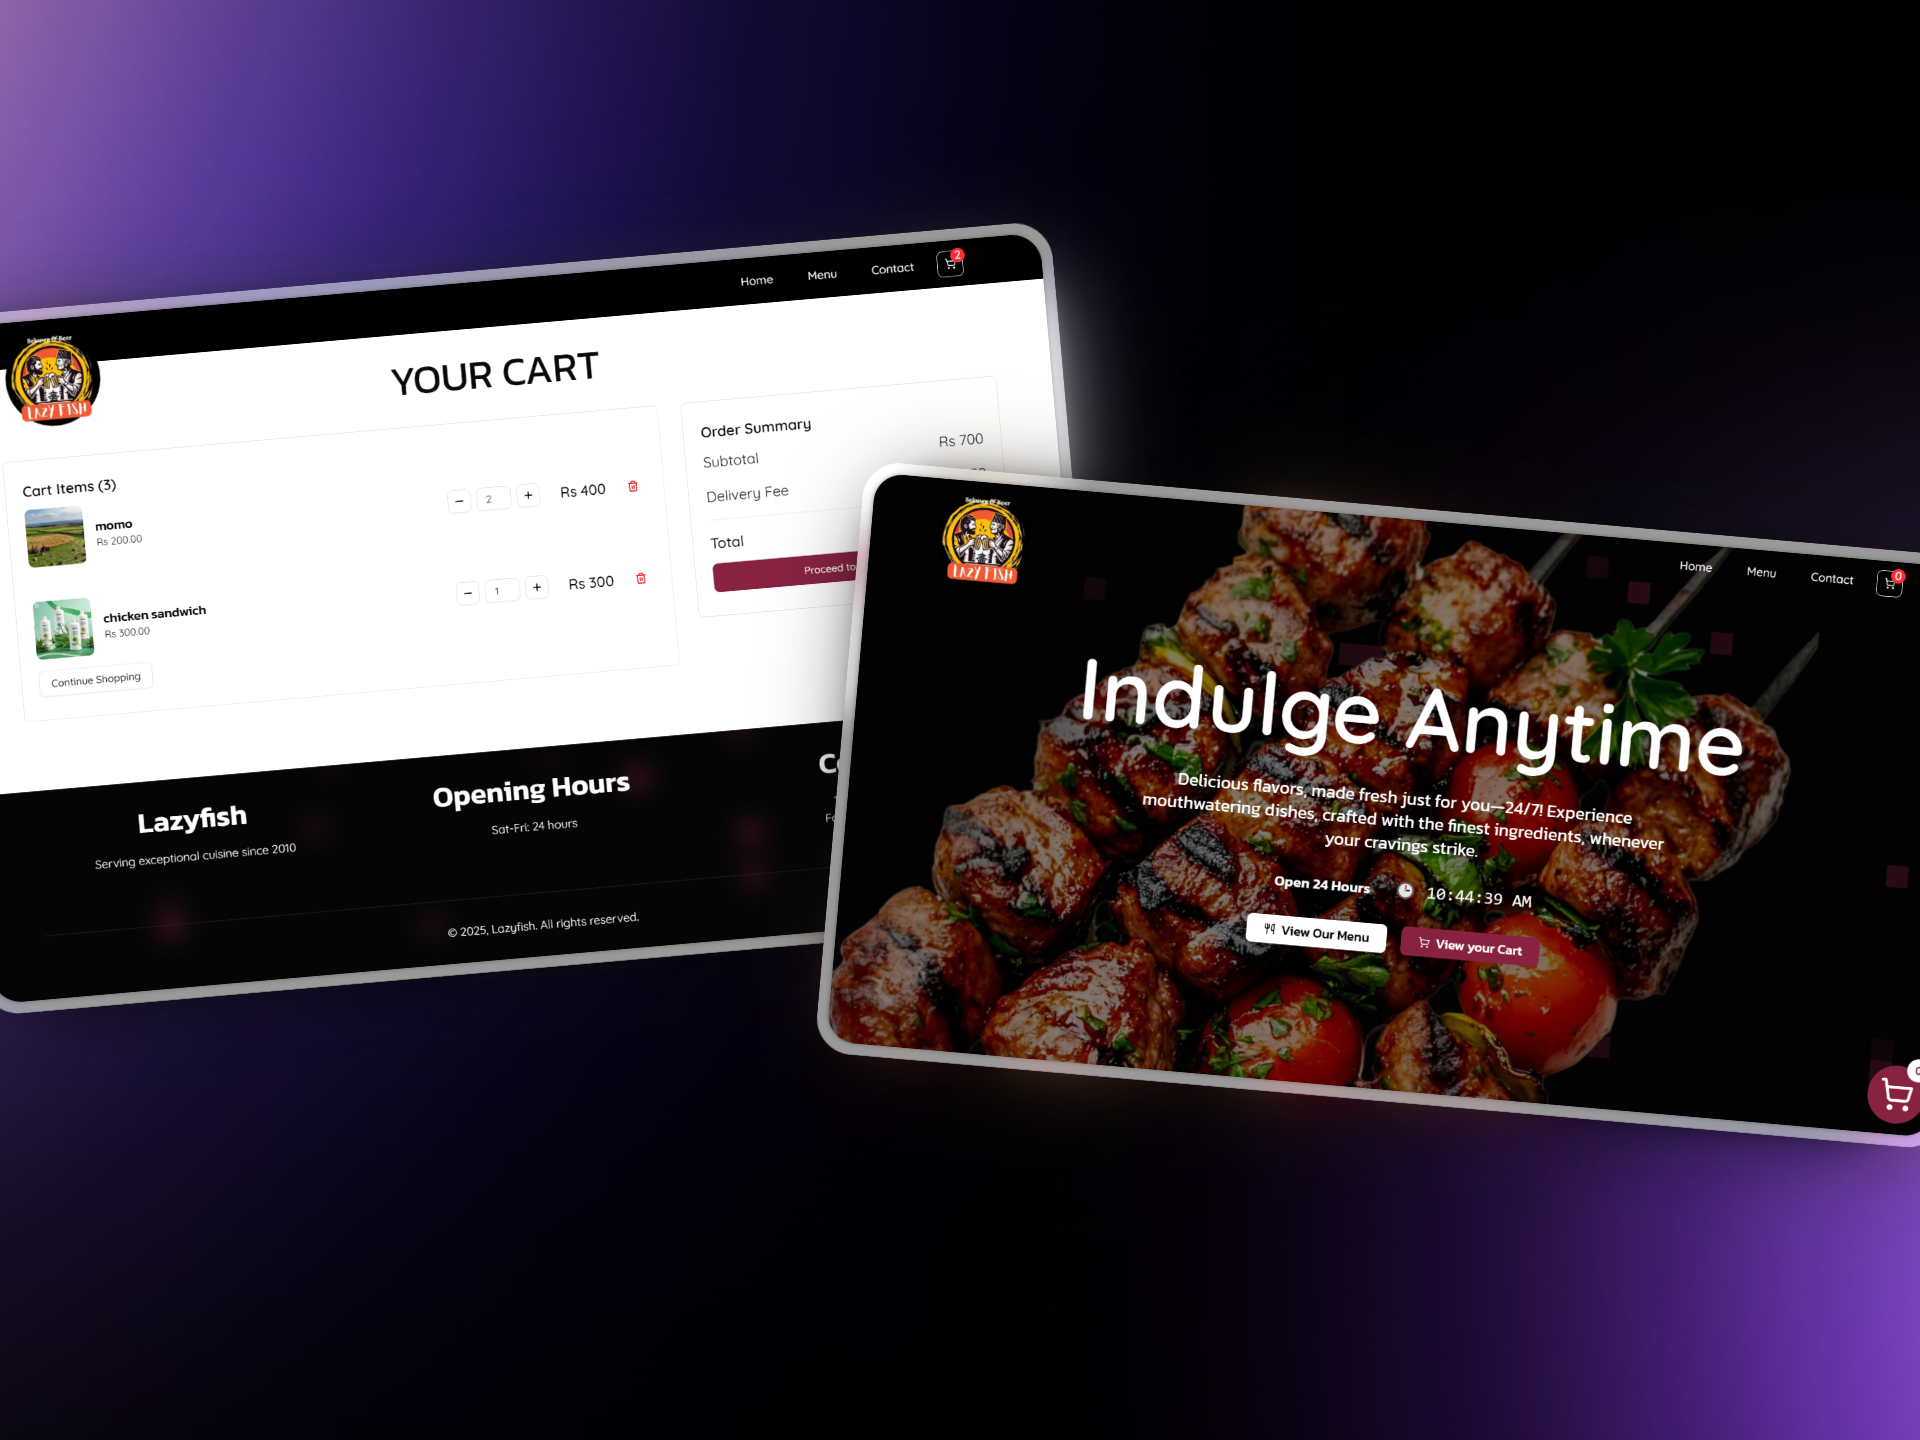 Home
Menu
Contact
2
Sekuwa & Beer
LAZY FISH
YOUR CART
Cart Items (3)
momo
Rs 200.00
2
Rs 400
chicken sandwich
Rs 300.00
1
Rs 300
Continue Shopping
Order Summary
Subtotal
Rs 700
Delivery Fee
Total
Proceed to
Lazyfish
Serving exceptional cuisine since 2010
Opening Hours
Sat-Fri: 24 hours
© 2025, Lazyfish. All rights reserved.
Sekuwa & Beer
LAZY FISH
Home
Menu
Contact
0
Indulge Anytime
Delicious flavors, made fresh just for you—24/7! Experience
mouthwatering dishes, crafted with the finest ingredients, whenever
your cravings strike.
Open 24 Hours
10:44:39 AM
View Our Menu
View your Cart